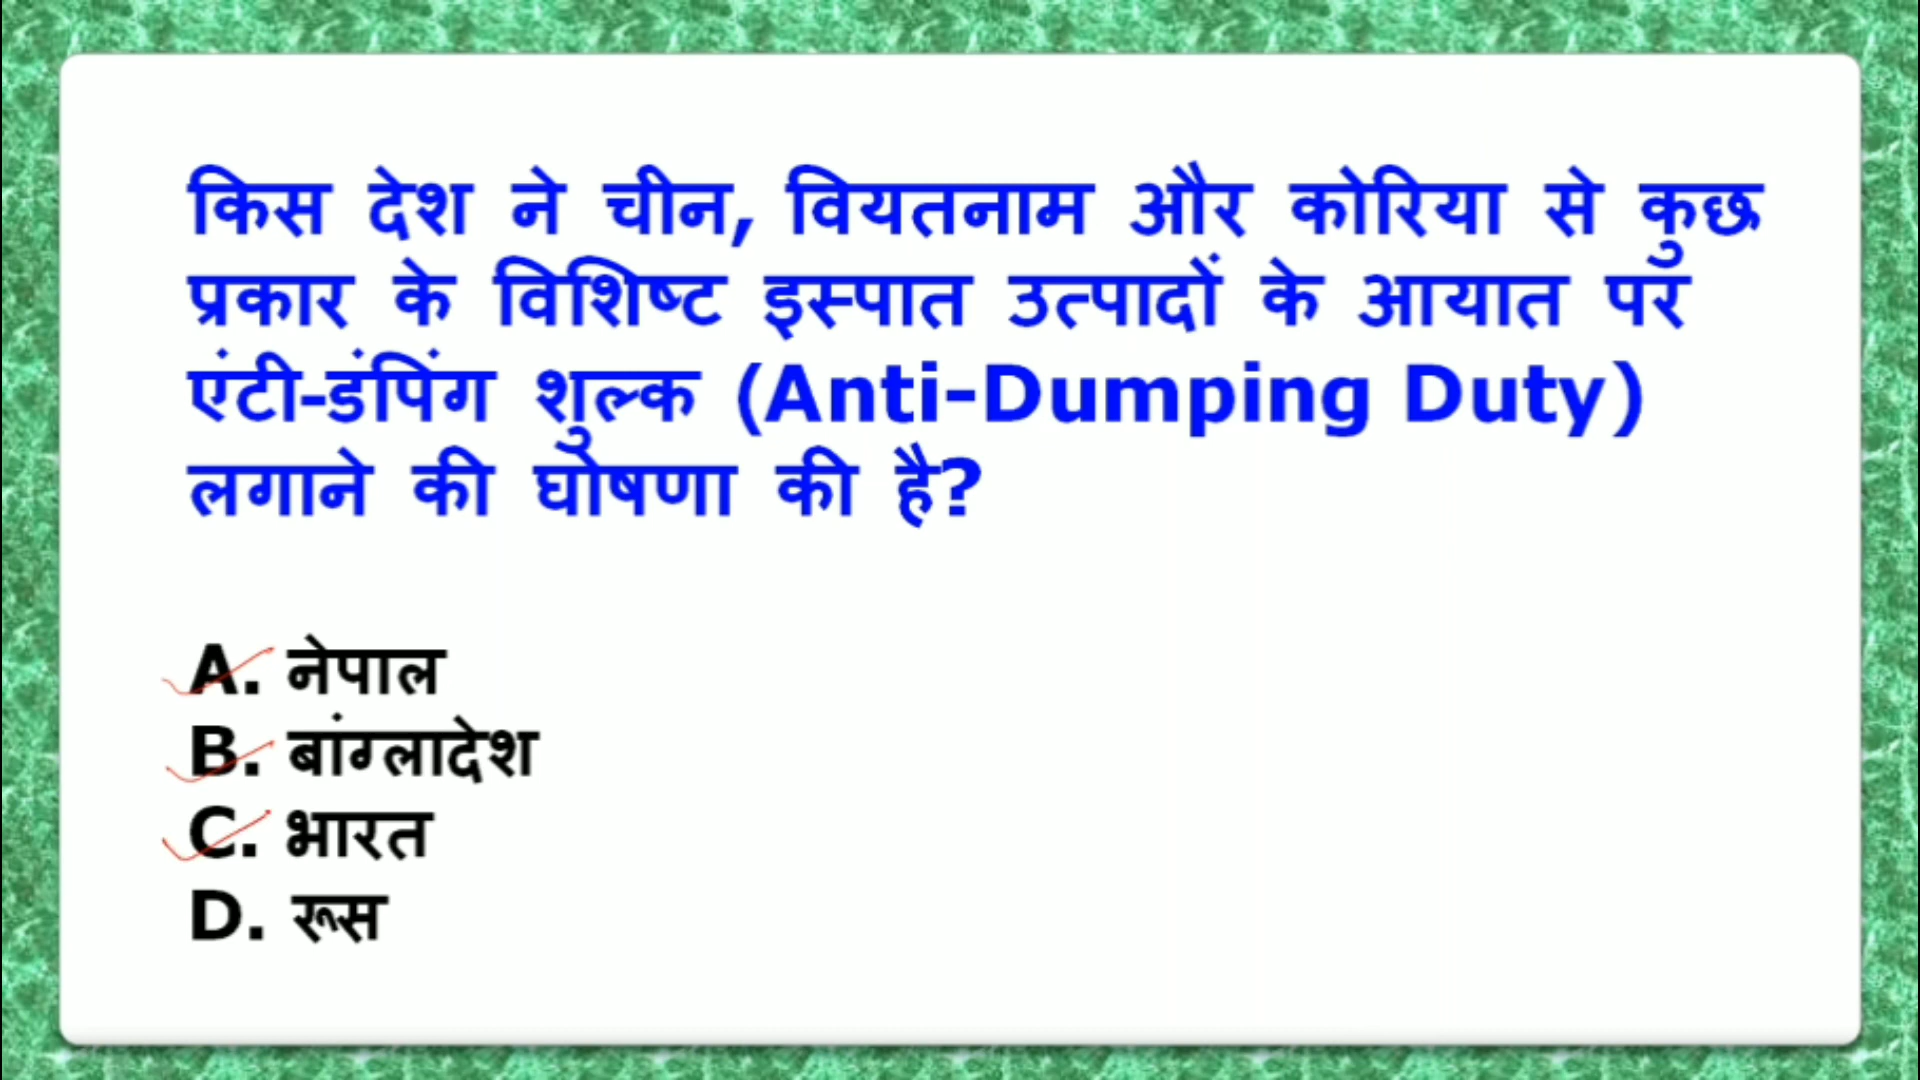 किस देश ने चीन, वियतनाम और कोरिया से कुछ
प्रकार के विशिष्ट इस्पात उत्पादों के आयात पर
एंटी-डंपिंग शुल्क (Anti-Dumping Duty)
लगाने की घोषणा की है?
A. नेपाल
B. बांग्लादेश
C. भारत
D. रूस